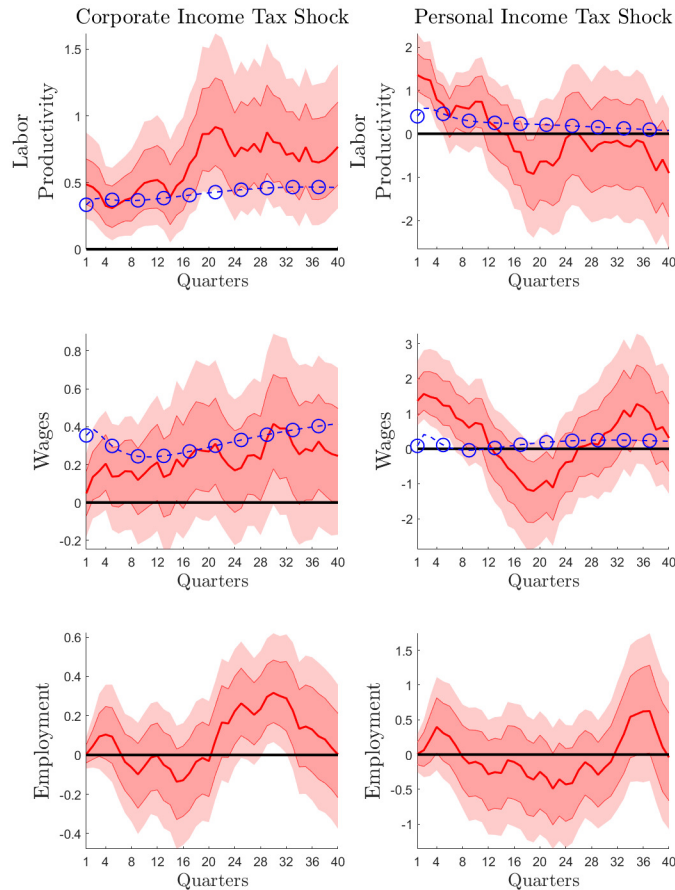 Corporate Income Tax Shock
Personal Income Tax Shock
Labor
Productivity
1.5
1
0.5
0
1 4 8 12 16 20 24 28 32 36 40
Quarters
Labor
Productivity
2
1
0
-1
-2
1 4 8 12 16 20 24 28 32 36 40
Quarters
Wages
0.8
0.6
0.4
0.2
0
-0.2
1 4 8 12 16 20 24 28 32 36 40
Quarters
Wages
3
2
1
0
-1
-2
1 4 8 12 16 20 24 28 32 36 40
Quarters
Employment
0.6
0.4
0.2
0
-0.2
-0.4
1 4 8 12 16 20 24 28 32 36 40
Quarters
Employment
1.5
1
0.5
0
-0.5
-1
1 4 8 12 16 20 24 28 32 36 40
Quarters